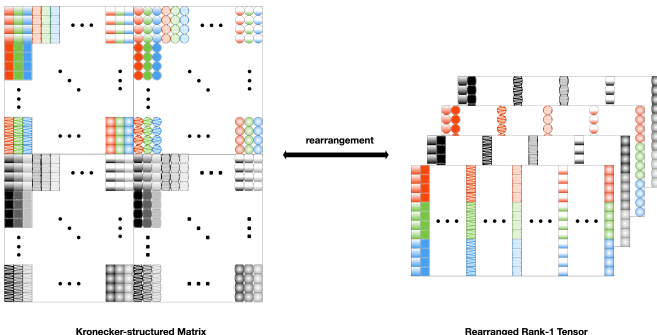 rearrangement
Kronecker-structured Matrix
Rearranged Rank-1 Tensor